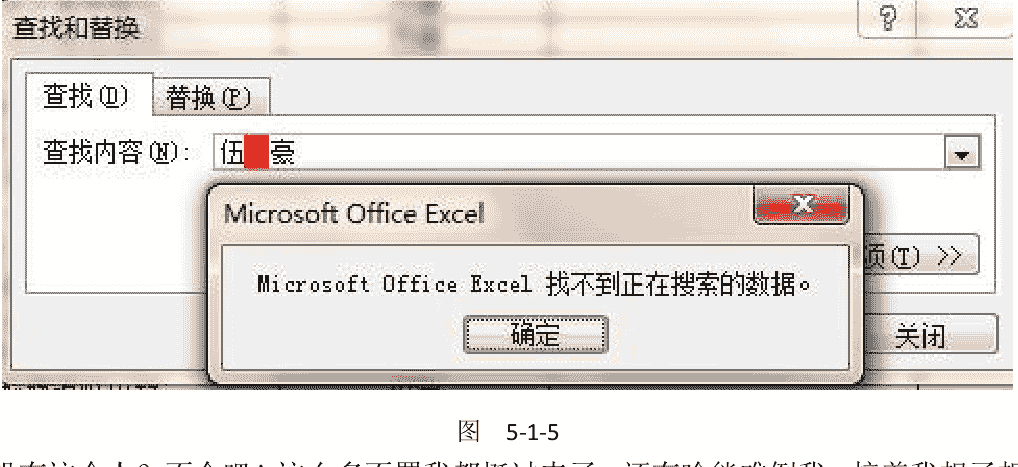 查找和替换
查找(D) 替换(P)
查找内容(N): 伍 豪
Microsoft Office Excel
项(T) >>
Microsoft Office Excel 找不到正在搜索的数据。
确定
关闭
图 5-1-5